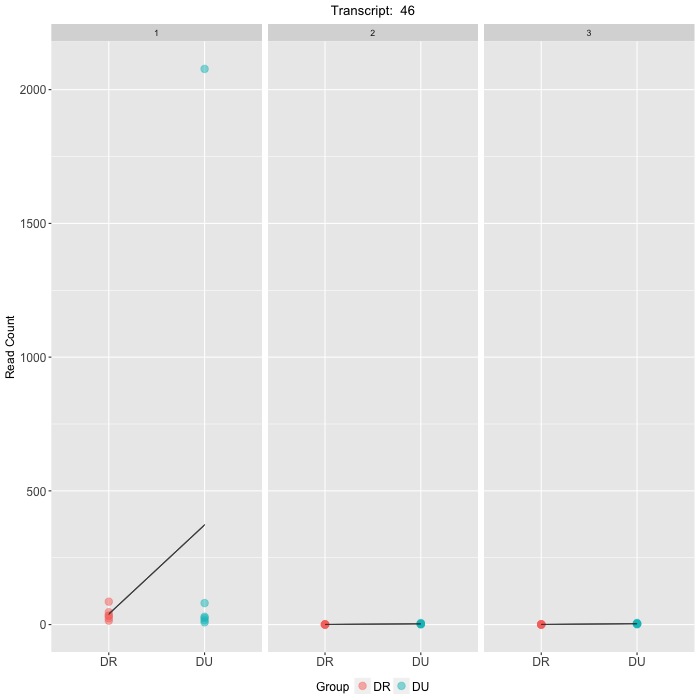 Transcript:  46
1 2 3
2000
1500
1000
500
0
Read Count
DR DU DR DU DR DU
Group DR DU